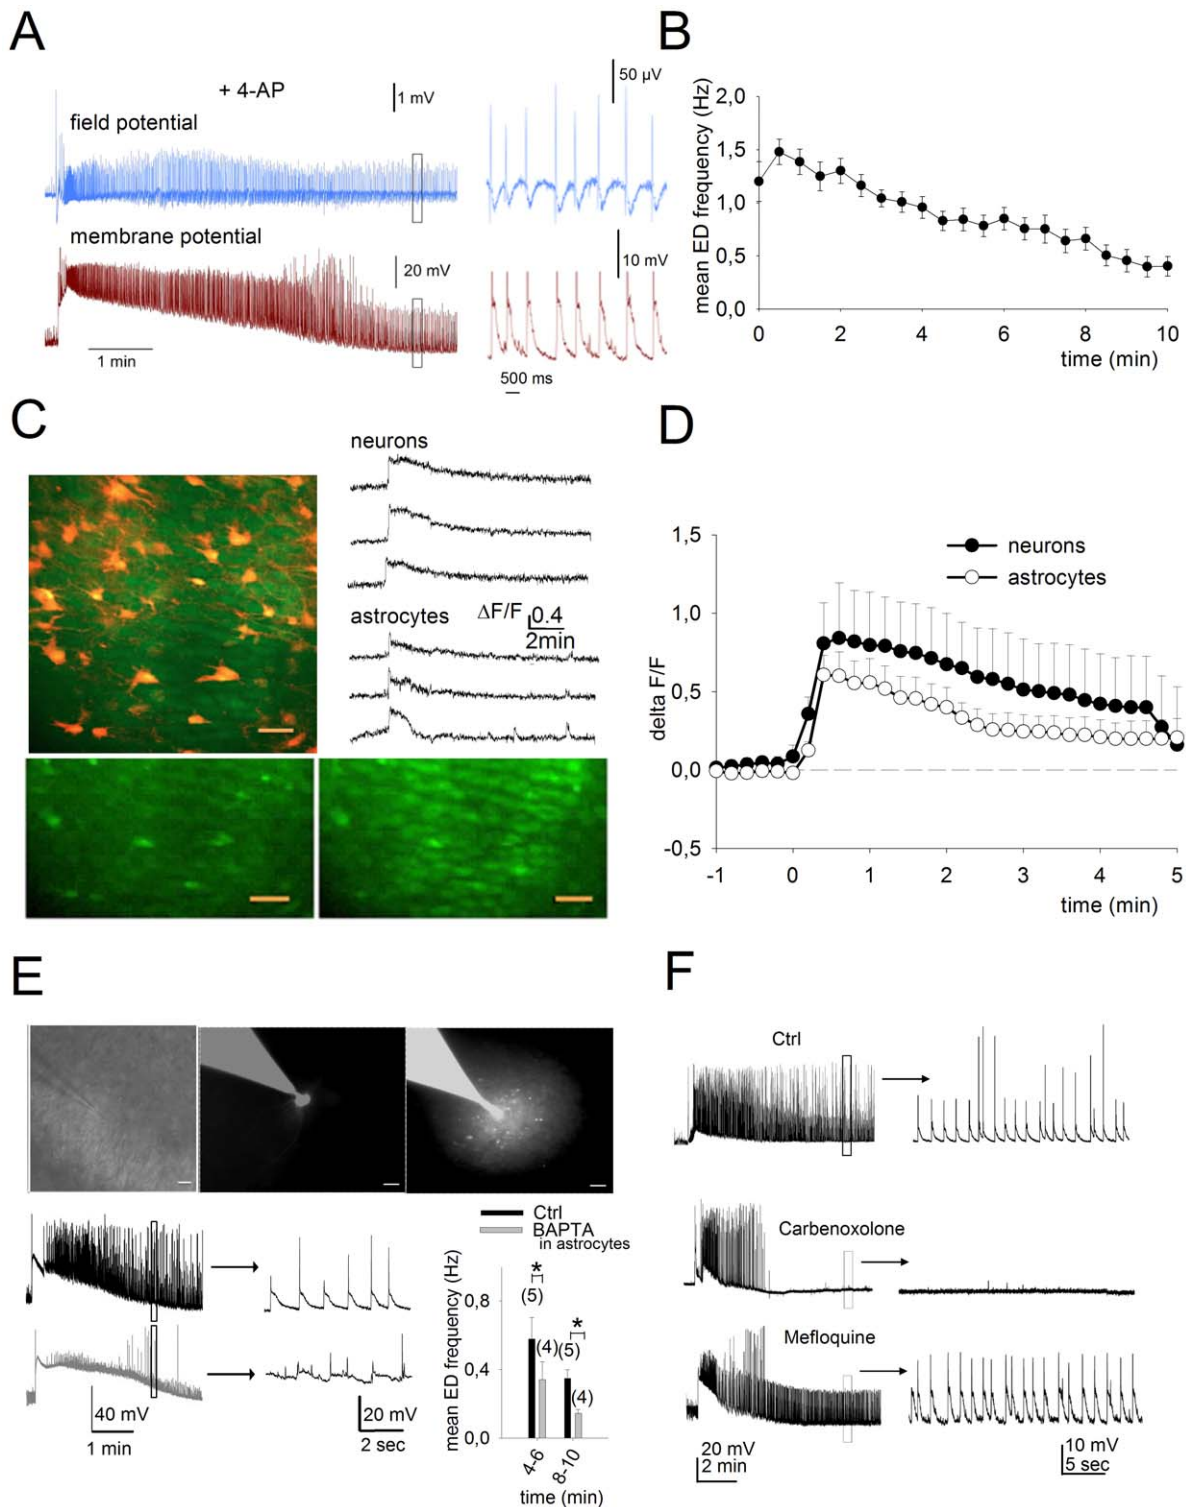 A
+ 4-AP
1 mV
field potential
50 µV
membrane potential
20 mV
10 mV
1 min
500 ms
B
mean ED frequency (Hz)
2,0
1,5
1,0
0,5
0,0
0
2
4
6
8
10
time (min)
C
neurons
astrocytes
ΔF/F
0.4
2min
D
delta F/F
1,5
1,0
0,5
0,0
-0,5
neurons
astrocytes
-1
0
1
2
3
4
5
time (min)
E
40 mV
1 min
20 mV
2 sec
Ctrl
BAPTA
in astrocytes
mean ED frequency (Hz)
0,8
0,4
0,0
*
(5)
(4)
*
(5)
(4)
4-6
8-10
time (min)
F
Ctrl
Carbenoxolone
Mefloquine
20 mV
2 min
10 mV
5 sec